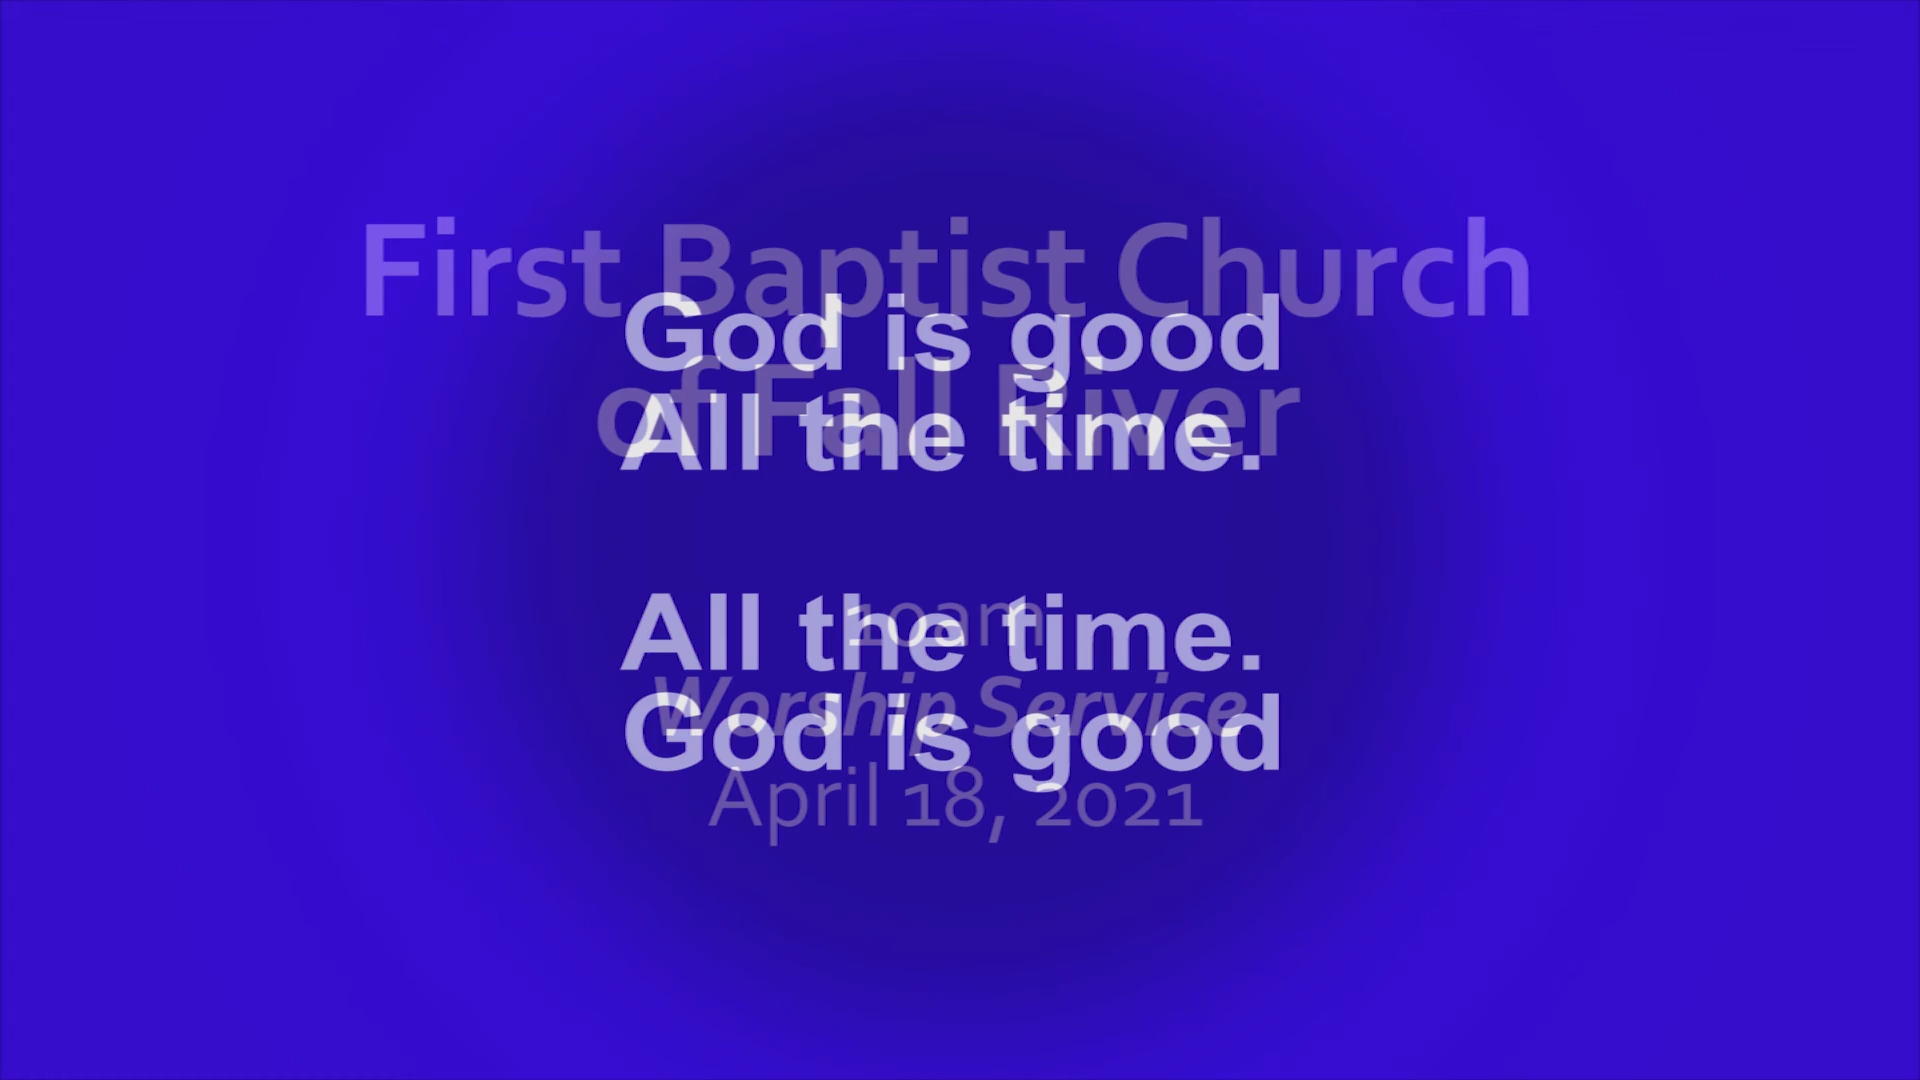 First Baptist Church
of Fall River
10am
Worship Service
April 18, 2021
God is good
All the time.
All the time.
God is good